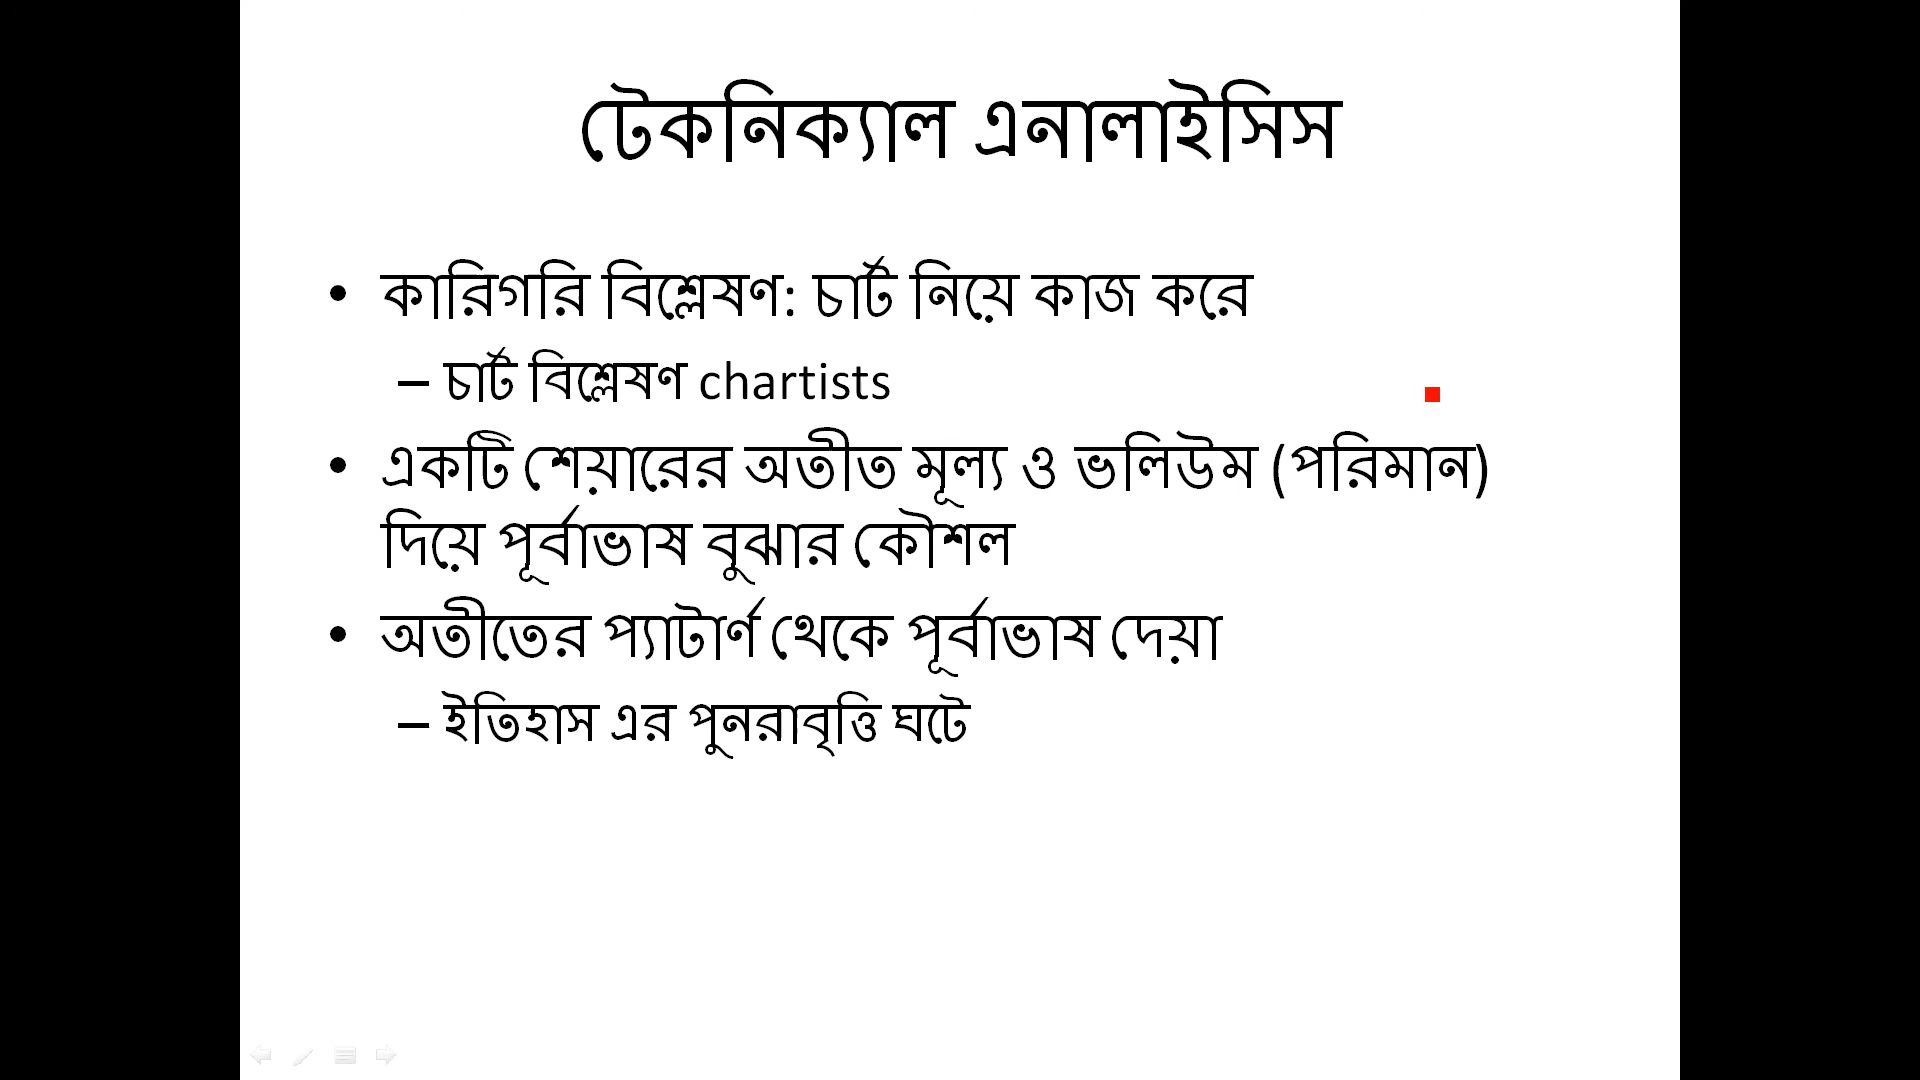 টেকনিক্যাল এনালাইসিস
• কারিগরি বিশ্লেষণ: চার্ট নিয়ে কাজ করে
– চার্ট বিশ্লেষণ chartists
• একটি শেয়ারের অতীত মূল্য ও ভলিউম (পরিমান)
দিয়ে পূর্বাভাষ বুঝার কৌশল
• অতীতের প্যাটার্ণ থেকে পূর্বাভাষ দেয়া
– ইতিহাস এর পুনরাবৃত্তি ঘটে